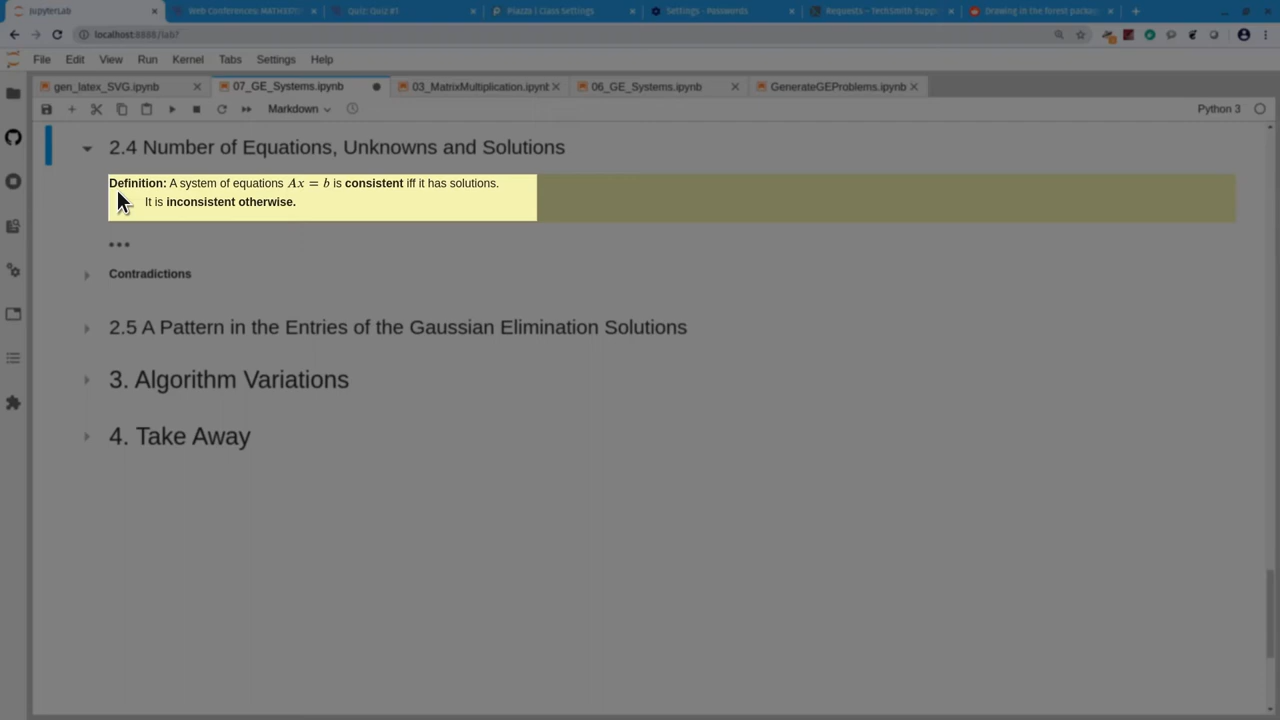 JupyterLab
Web Conferences: MATH3
Quiz: Quiz #1
Piazza | Class Settings
Settings - Passwords
Requests – TechSmith Supp
Drawing in the forest packa
localhost:8888/lab?
File Edit View Run Kernel Tabs Settings Help
gen_latex_SVG.ipynb
07_GE_Systems.ipynb
03_MatrixMultiplication.ipynb
06_GE_Systems.ipynb
GenerateGEProblems.ipynb
Markdown
Python 3
2.4 Number of Equations, Unknowns and Solutions
Definition: A system of equations Ax = b is consistent iff it has solutions.
It is inconsistent otherwise.
•••
Contradictions
2.5 A Pattern in the Entries of the Gaussian Elimination Solutions
3. Algorithm Variations
4. Take Away